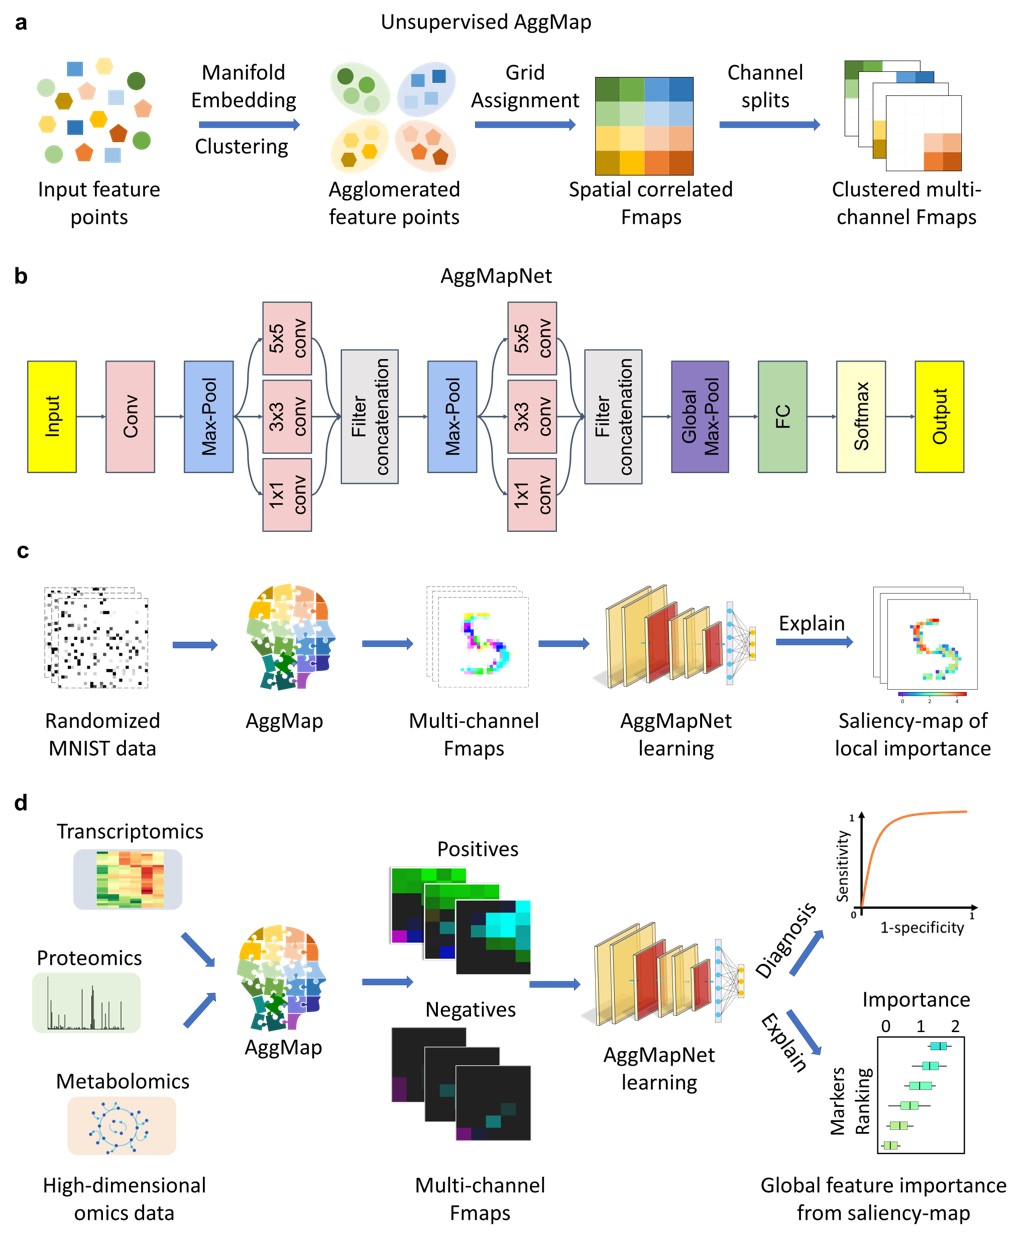 a
Unsupervised AggMap
Manifold
Embedding
Clustering
Grid
Assignment
Channel
splits
Input feature
points
Agglomerated
feature points
Spatial correlated
Fmaps
Clustered multi-
channel Fmaps
b
AggMapNet
Input
Conv
Max-Pool
5x5
conv
3x3
conv
1x1
conv
Filter
concatenation
Max-Pool
5x5
conv
3x3
conv
1x1
conv
Filter
concatenation
Global
Max-Pool
FC
Softmax
Output
c
Explain
0 2 4
Randomized
MNIST data
AggMap
Multi-channel
Fmaps
AggMapNet
learning
Saliency-map of
local importance
d
Transcriptomics
Proteomics
Metabolomics
High-dimensional
omics data
AggMap
Positives
Negatives
Multi-channel
Fmaps
AggMapNet
learning
Diagnosis
Explain
1
Sensitivity
0
1
1-specificity
Importance
0 1 2
Markers
Ranking
Global feature importance
from saliency-map